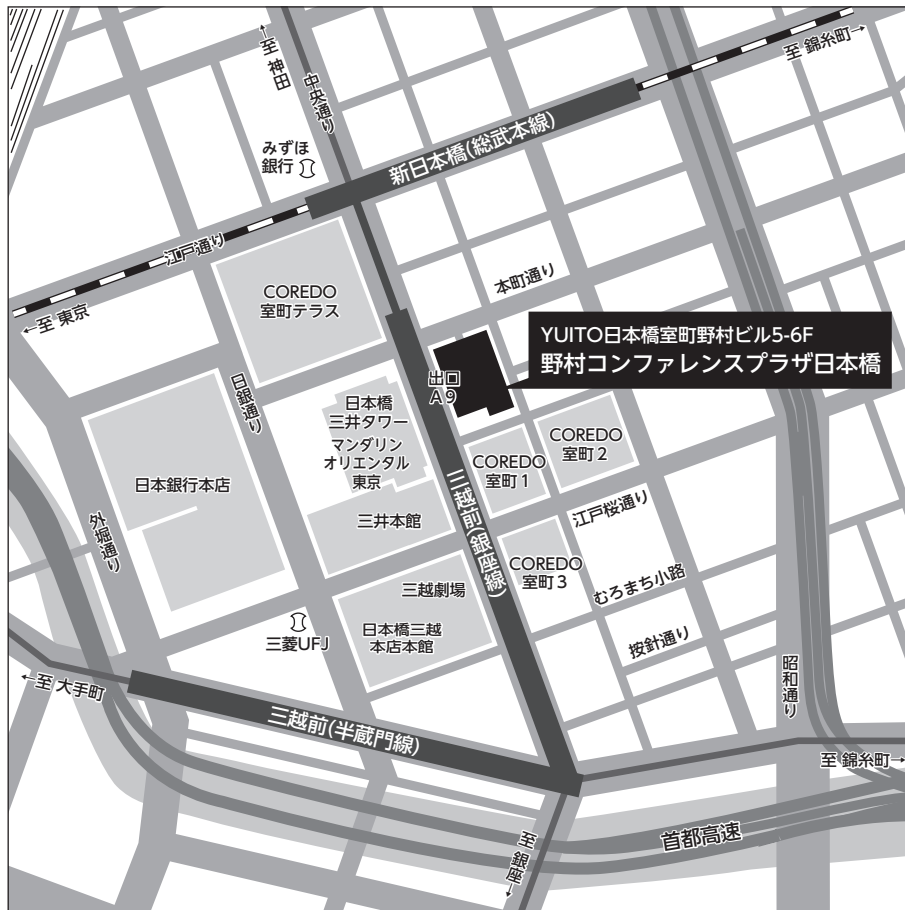 ←至 神田
中央通り
至 錦糸町→
みずほ
銀行
新日本橋(総武本線)
江戸通り
←至 東京
COREDO
室町テラス
本町通り
YUITO日本橋室町野村ビル5-6F
野村コンファレンスプラザ日本橋
出口
A9
日銀通り
日本橋
三井タワー
マンダリン
オリエンタル
東京
COREDO
室町1
COREDO
室町2
日本銀行本店
三井本館
三越前(銀座線)
江戸桜通り
外堀通り
COREDO
室町3
むろまち小路
三越劇場
日本橋三越
本店本館
三菱UFJ
按針通り
昭和通り
←至 大手町
三越前(半蔵門線)
至 錦糸町→
首都高速
至 銀座→